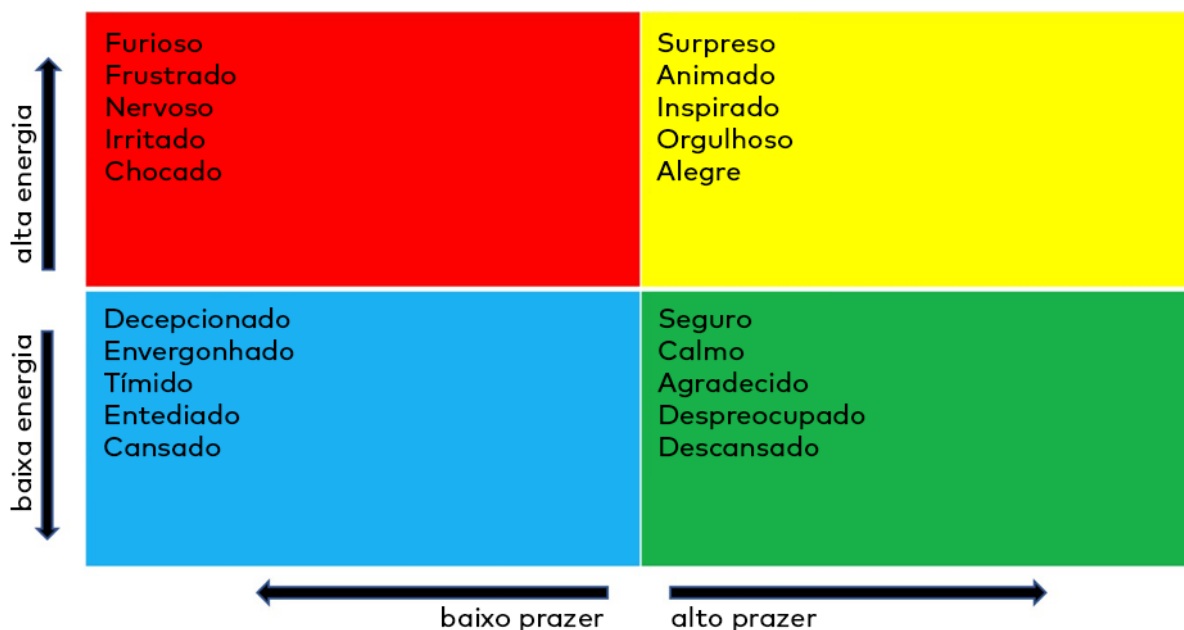 alta energia
Furioso
Frustrado
Nervoso
Irritado
Chocado
Surpreso
Animado
Inspirado
Orgulhoso
Alegre
baixa energia
Decepcionado
Envergonhado
Tímido
Entediado
Cansado
Seguro
Calmo
Agradecido
Despreocupado
Descansado
baixo prazer
alto prazer